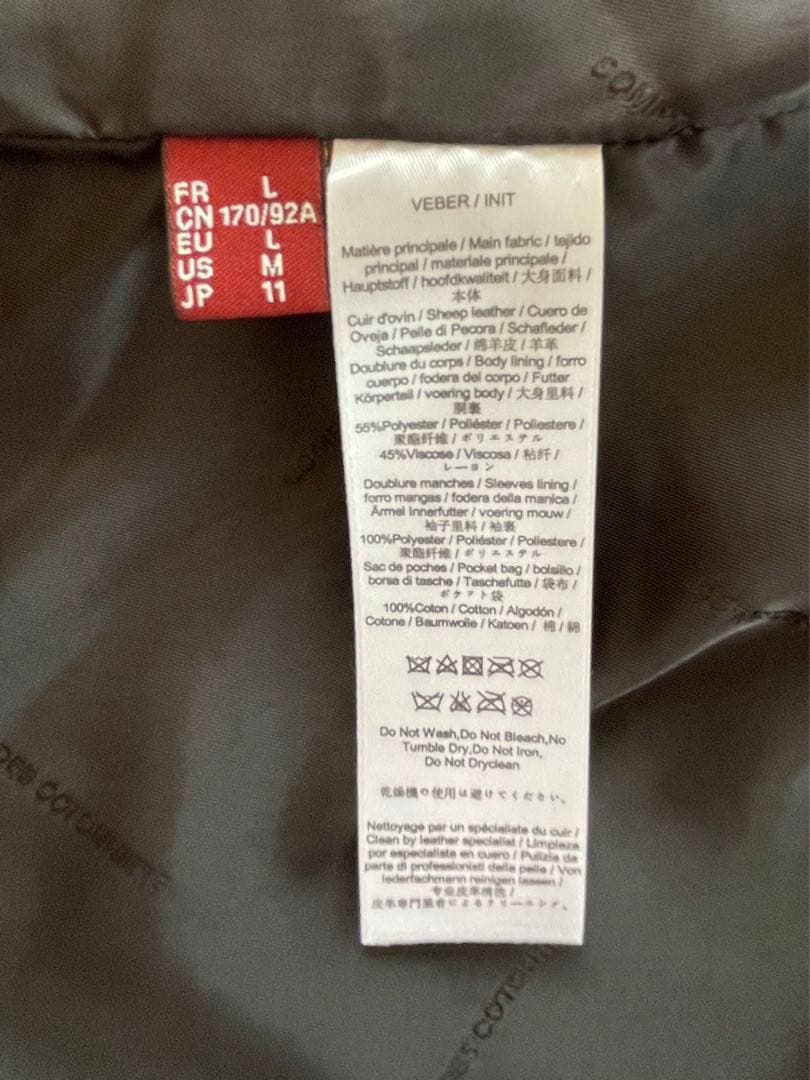 COMM
FR L
CN 170/92A
EU L
US M
JP 11
VEBER / INIT
Matière principale / Main fabric / tejido
principal / materiale principale /
Hauptstoff / hoofdkwaliteit / 大身面料 /
本体
Cuir d'ovin / Sheep leather / Cuero de
Oveja / Pelle di Pecora / Schafleder /
Schaapsleder / 绵羊皮 / 羊革
Doublure du corps / Body lining / forro
cuerpo / fodera del corpo / Futter
Körperteil / voering body / 大身里料 /
胴裏
55%Polyester / Poliéster / Poliestere /
聚酯纤维 / ポリエステル
45%Viscose / Viscosa / 粘纤 /
レーヨン
Doublure manches / Sleeves lining /
forro mangas / fodera della manica /
Ärmel Innerfutter / voering mouw /
袖子里料 / 袖裏
100%Polyester / Poliéster / Poliestere /
聚酯纤维 / ポリエステル
Sac de poches / Pocket bag / bolsillo /
borsa di tasche / Taschefutte / 袋布 /
ポケット袋
100%Coton / Cotton / Algodón /
Cotone / Baumwolle / Katoen / 棉 / 綿
Do Not Wash,Do Not Bleach,No
Tumble Dry,Do Not Iron,
Do Not Dryclean
乾燥機の使用は避けてください。
Nettoyage par un spécialiste du cuir /
Clean by leather specialist / Limpieza
por especialista en cuero / Pulizia da
parte di professionisti della pelle / Von
lederfachmann reinigen lassen /
专业皮革清洗 /
皮革専門業者によるクリーニング。
DES COTONNIERS
DES COTONN